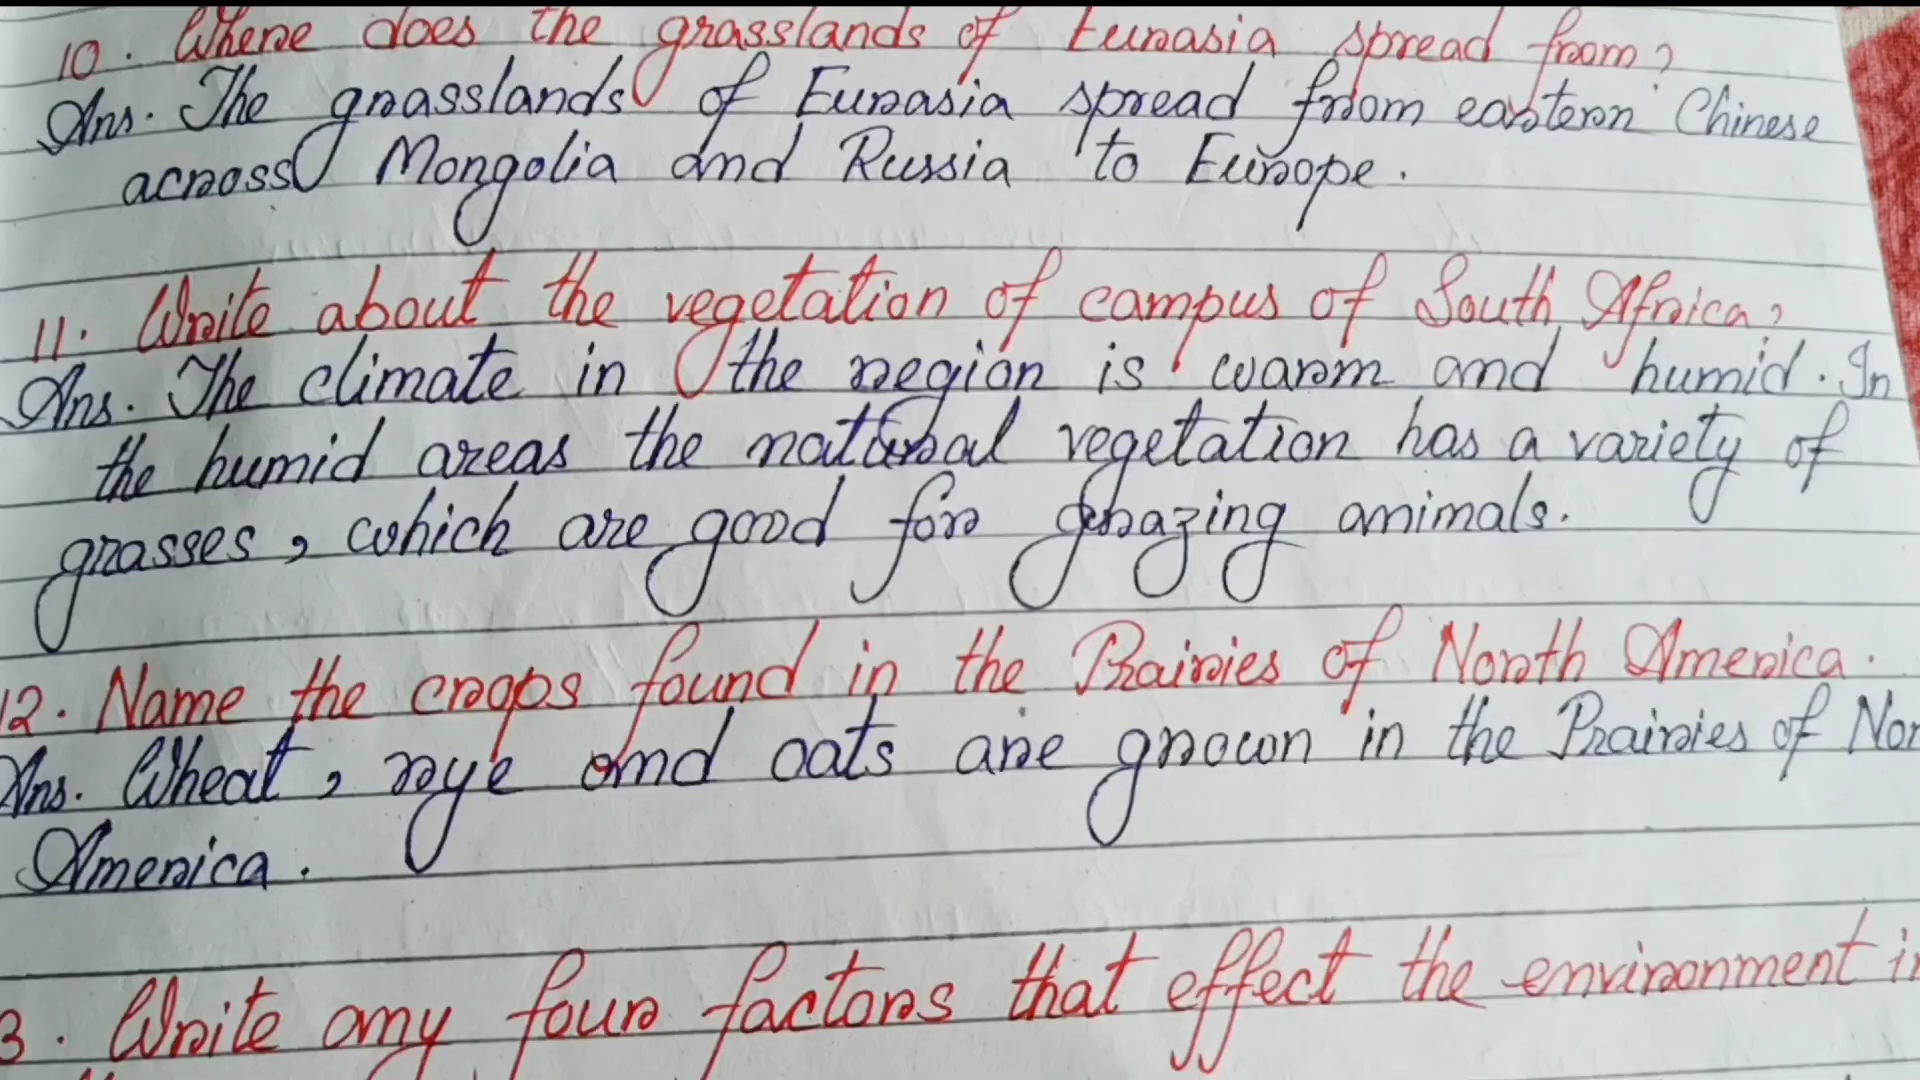 10. Where does the grasslands of Eurasia spread from?
Ans. The grasslands of Eurasia spread from eastern Chinese
across Mongolia and Russia to Europe.
11. Write about the vegetation of campus of South Africa?
Ans. The climate in the region is warm and humid. In
the humid areas the natural vegetation has a variety of
grasses, which are good for grazing animals.
12. Name the crops found in the Prairies of North America.
Ans. Wheat, rye and oats are grown in the Prairies of Nor
America.
3. Write any four factors that effect the environment in